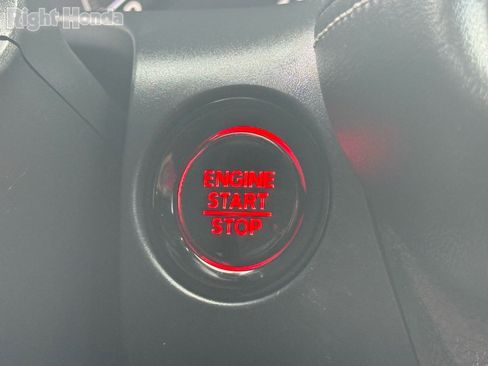 Right Honda
ENGINE
START
STOP